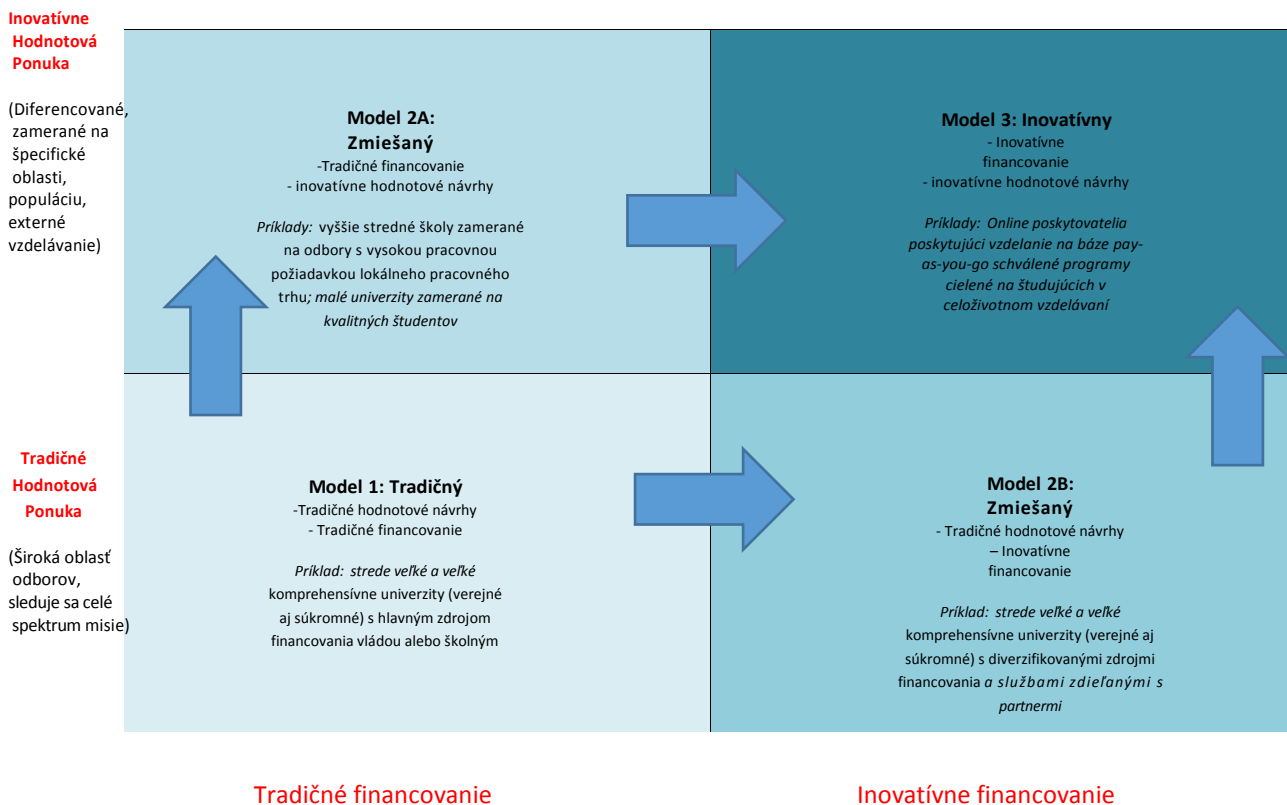 Inovatívne
Hodnotová
Ponuka
(Diferencované,
zamerané na
špecifické
oblasti,
populáciu,
externé
vzdelávanie)
Model 2A:
Zmiešaný
-Tradičné financovanie
- inovatívne hodnotové návrhy
Príklady: vyššie stredné školy zamerané
na odbory s vysokou pracovnou
požiadavkou lokálneho pracovného
trhu; malé univerzity zamerané na
kvalitných študentov
Model 3: Inovatívny
- Inovatívne
financovanie
- inovatívne hodnotové návrhy
Príklady: Online poskytovatelia
poskytujúci vzdelanie na báze pay-
as-you-go schválené programy
cielené na študujúcich v
celoživotnom vzdelávaní
Tradičné
Hodnotová
Ponuka
(Široká oblasť
odborov,
sleduje sa celé
spektrum misie)
Model 1: Tradičný
-Tradičné hodnotové návrhy
- Tradičné financovanie
Príklad: strede veľké a veľké
komprehensívne univerzity (verejné
aj súkromné) s hlavným zdrojom
financovania vládou alebo školným
Model 2B:
Zmiešaný
- Tradičné hodnotové návrhy
– Inovatívne
financovanie
Príklad: strede veľké a veľké
komprehensívne univerzity (verejné aj
súkromné) s diverzifikovanými zdrojmi
financovania a službami zdieľanými s
partnermi
Tradičné financovanie
Inovatívne financovanie